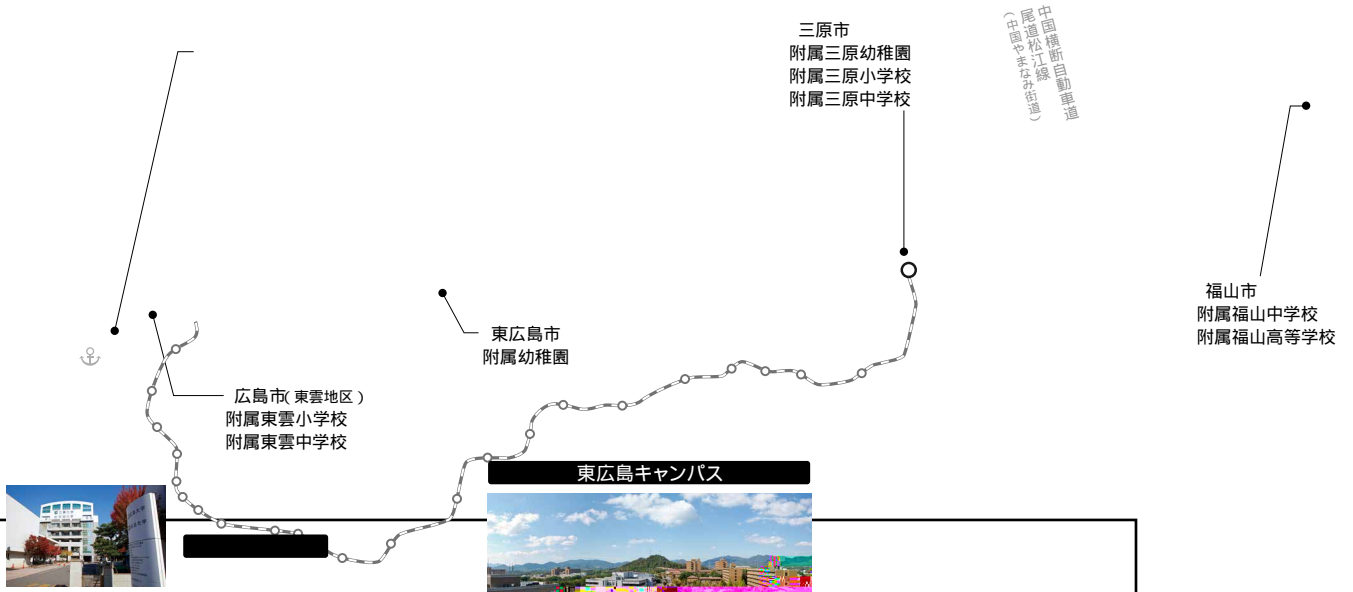 三原市
附属三原幼稚園
附属三原小学校
附属三原中学校
中国横断自動車道
尾道松江線
(中国やまなみ街道)
福山市
附属福山中学校
附属福山高等学校
東広島市
附属幼稚園
広島市(東雲地区)
附属東雲小学校
附属東雲中学校
東広島キャンパス